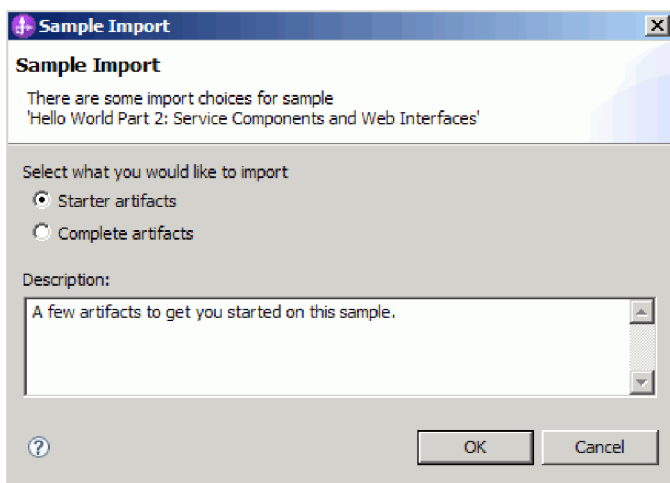 Sample Import
Sample Import
There are some import choices for sample
'Hello World Part 2: Service Components and Web Interfaces'
Select what you would like to import
Starter artifacts
Complete artifacts
Description:
A few artifacts to get you started on this sample.
?
OK
Cancel